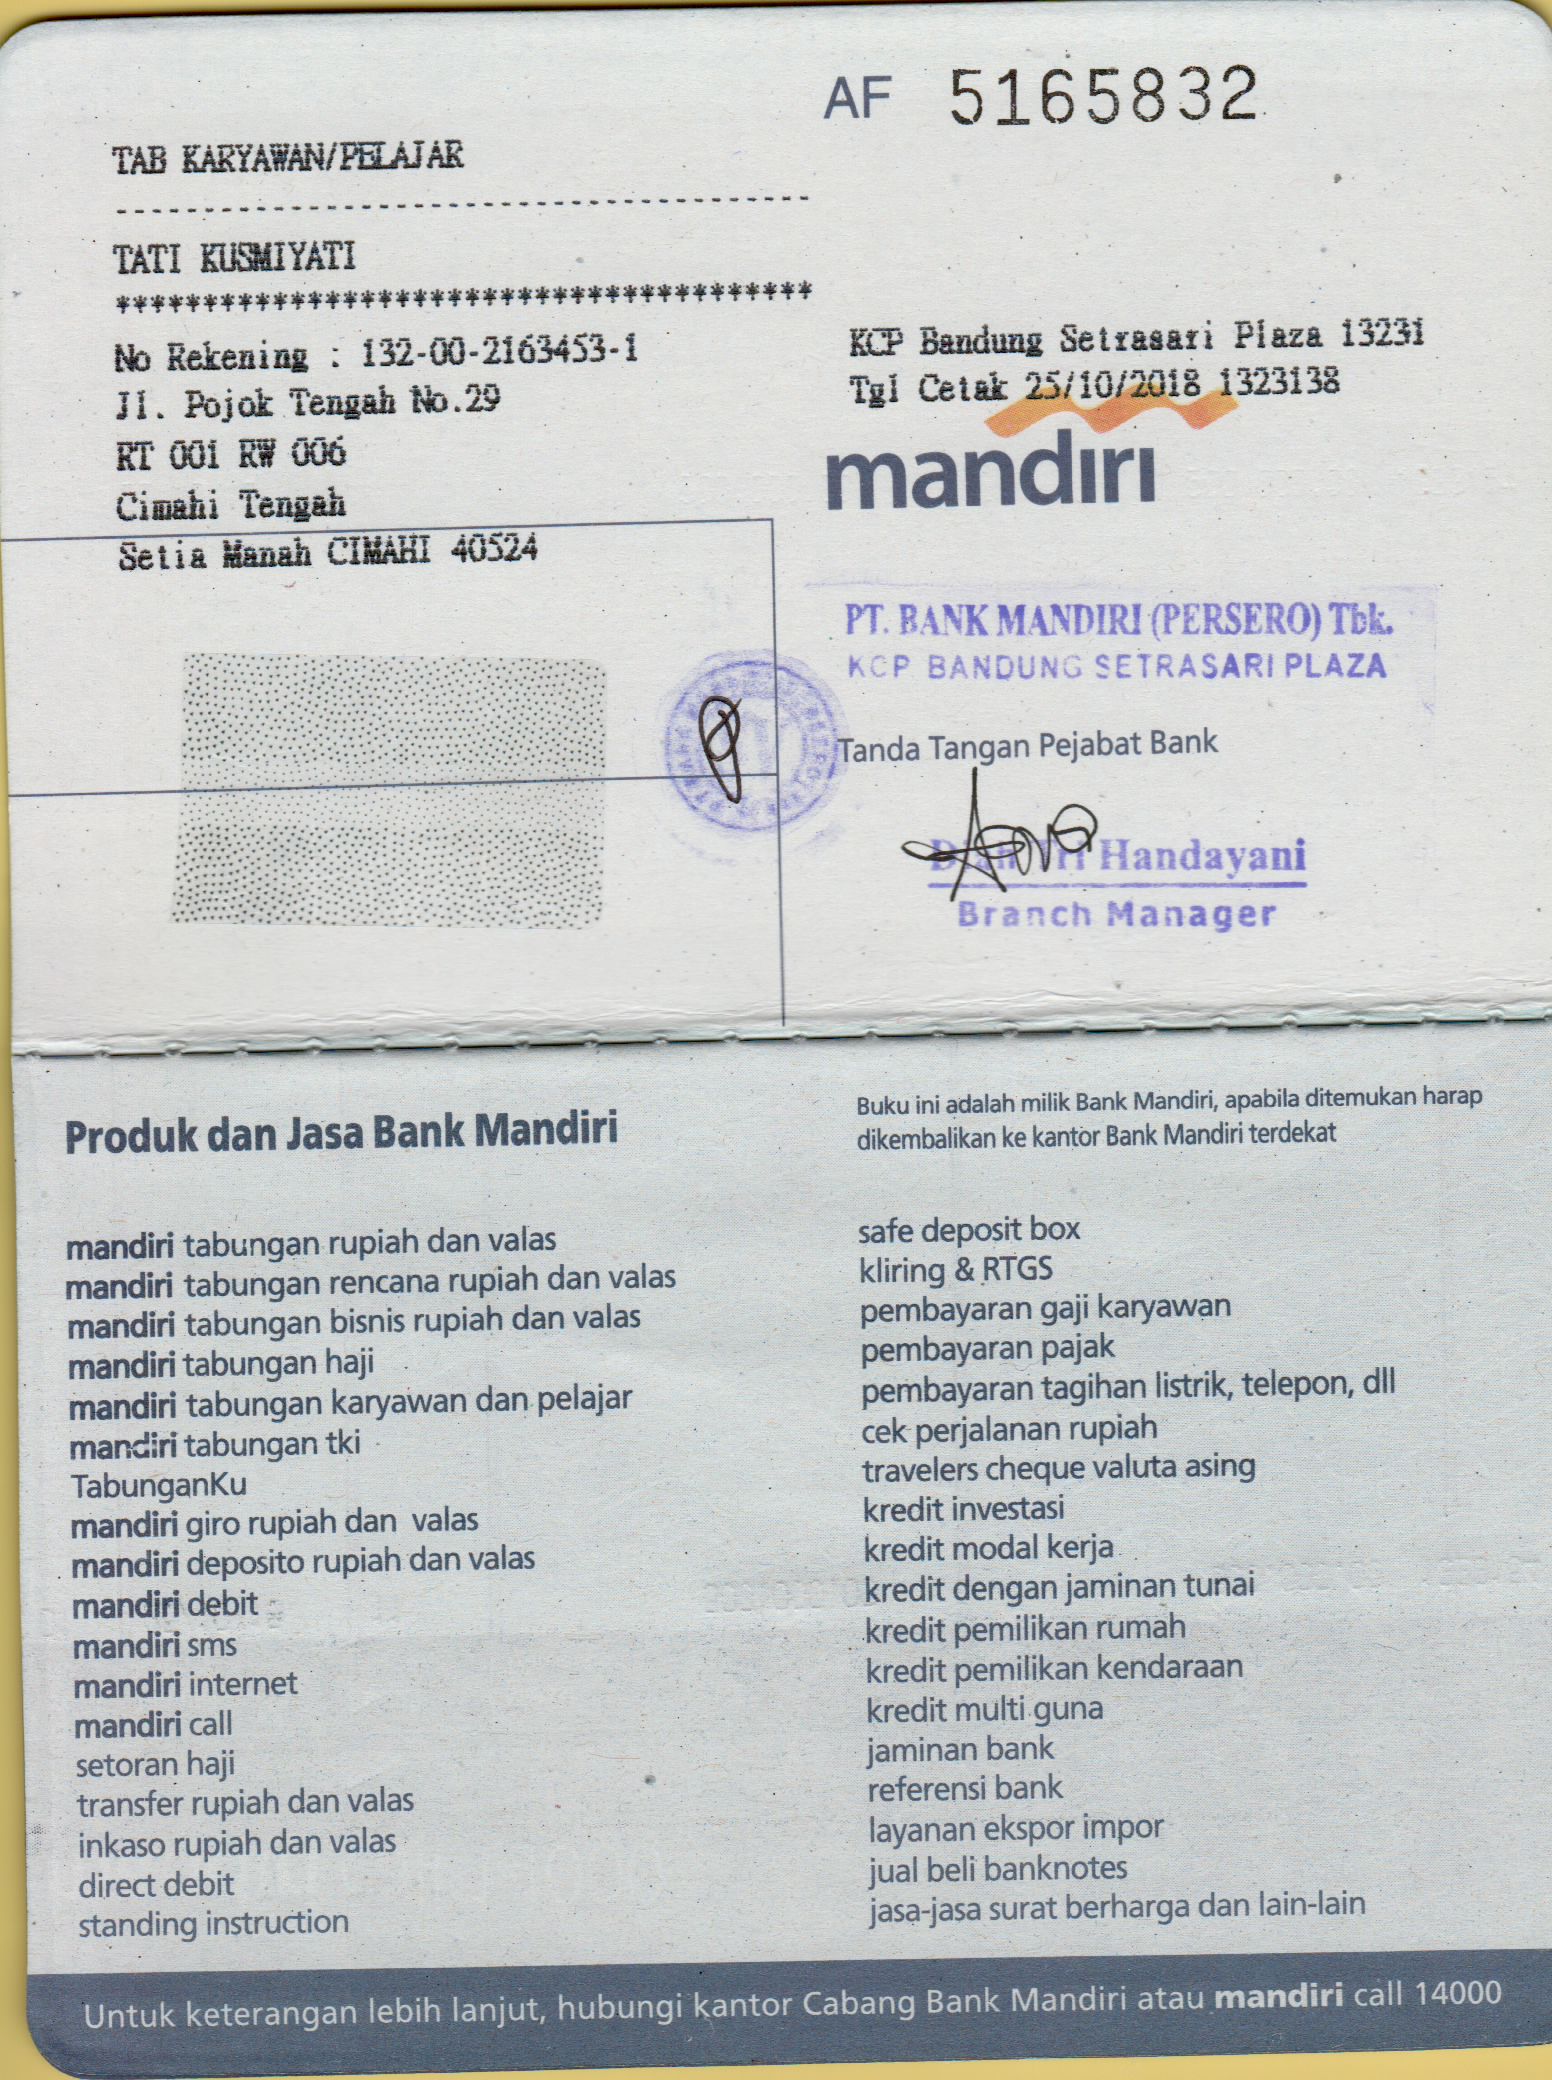 AF 5165832
TAB KARYAWAN/PELAJAR
----------------------------------------
TATI KUSMIYATI
****************************************
No Rekening : 132-00-2163453-1
Jl. Pojok Tengah No.29
RT 001 RW 006
Cimahi Tengah
Setia Manah CIMAHI 40524
KCP Bandung Setrasari Plaza 13231
Tgl Cetak 25/10/2018 1323138
mandiri
PT. BANK MANDIRI (PERSERO) Tbk.
KCP BANDUNG SETRASARI PLAZA
Tanda Tangan Pejabat Bank
Handayani
Branch Manager
Produk dan Jasa Bank Mandiri
mandiri tabungan rupiah dan valas
mandiri tabungan rencana rupiah dan valas
mandiri tabungan bisnis rupiah dan valas
mandiri tabungan haji
mandiri tabungan karyawan dan pelajar
mandiri tabungan tki
TabunganKu
mandiri giro rupiah dan valas
mandiri deposito rupiah dan valas
mandiri debit
mandiri sms
mandiri internet
mandiri call
setoran haji
transfer rupiah dan valas
inkaso rupiah dan valas
direct debit
standing instruction
Buku ini adalah milik Bank Mandiri, apabila ditemukan harap
dikembalikan ke kantor Bank Mandiri terdekat
safe deposit box
kliring & RTGS
pembayaran gaji karyawan
pembayaran pajak
pembayaran tagihan listrik, telepon, dll
cek perjalanan rupiah
travelers cheque valuta asing
kredit investasi
kredit modal kerja
kredit dengan jaminan tunai
kredit pemilikan rumah
kredit pemilikan kendaraan
kredit multi guna
jaminan bank
referensi bank
layanan ekspor impor
jual beli banknotes
jasa-jasa surat berharga dan lain-lain
Untuk keterangan lebih lanjut, hubungi kantor Cabang Bank Mandiri atau mandiri call 14000